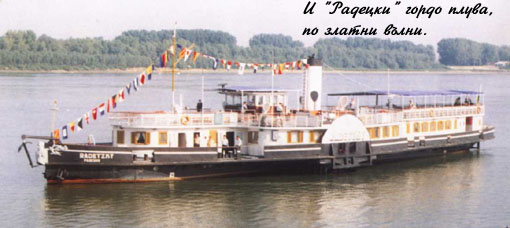 И "Радецки" гордо плува,
по златни вълни.
RADETZKY